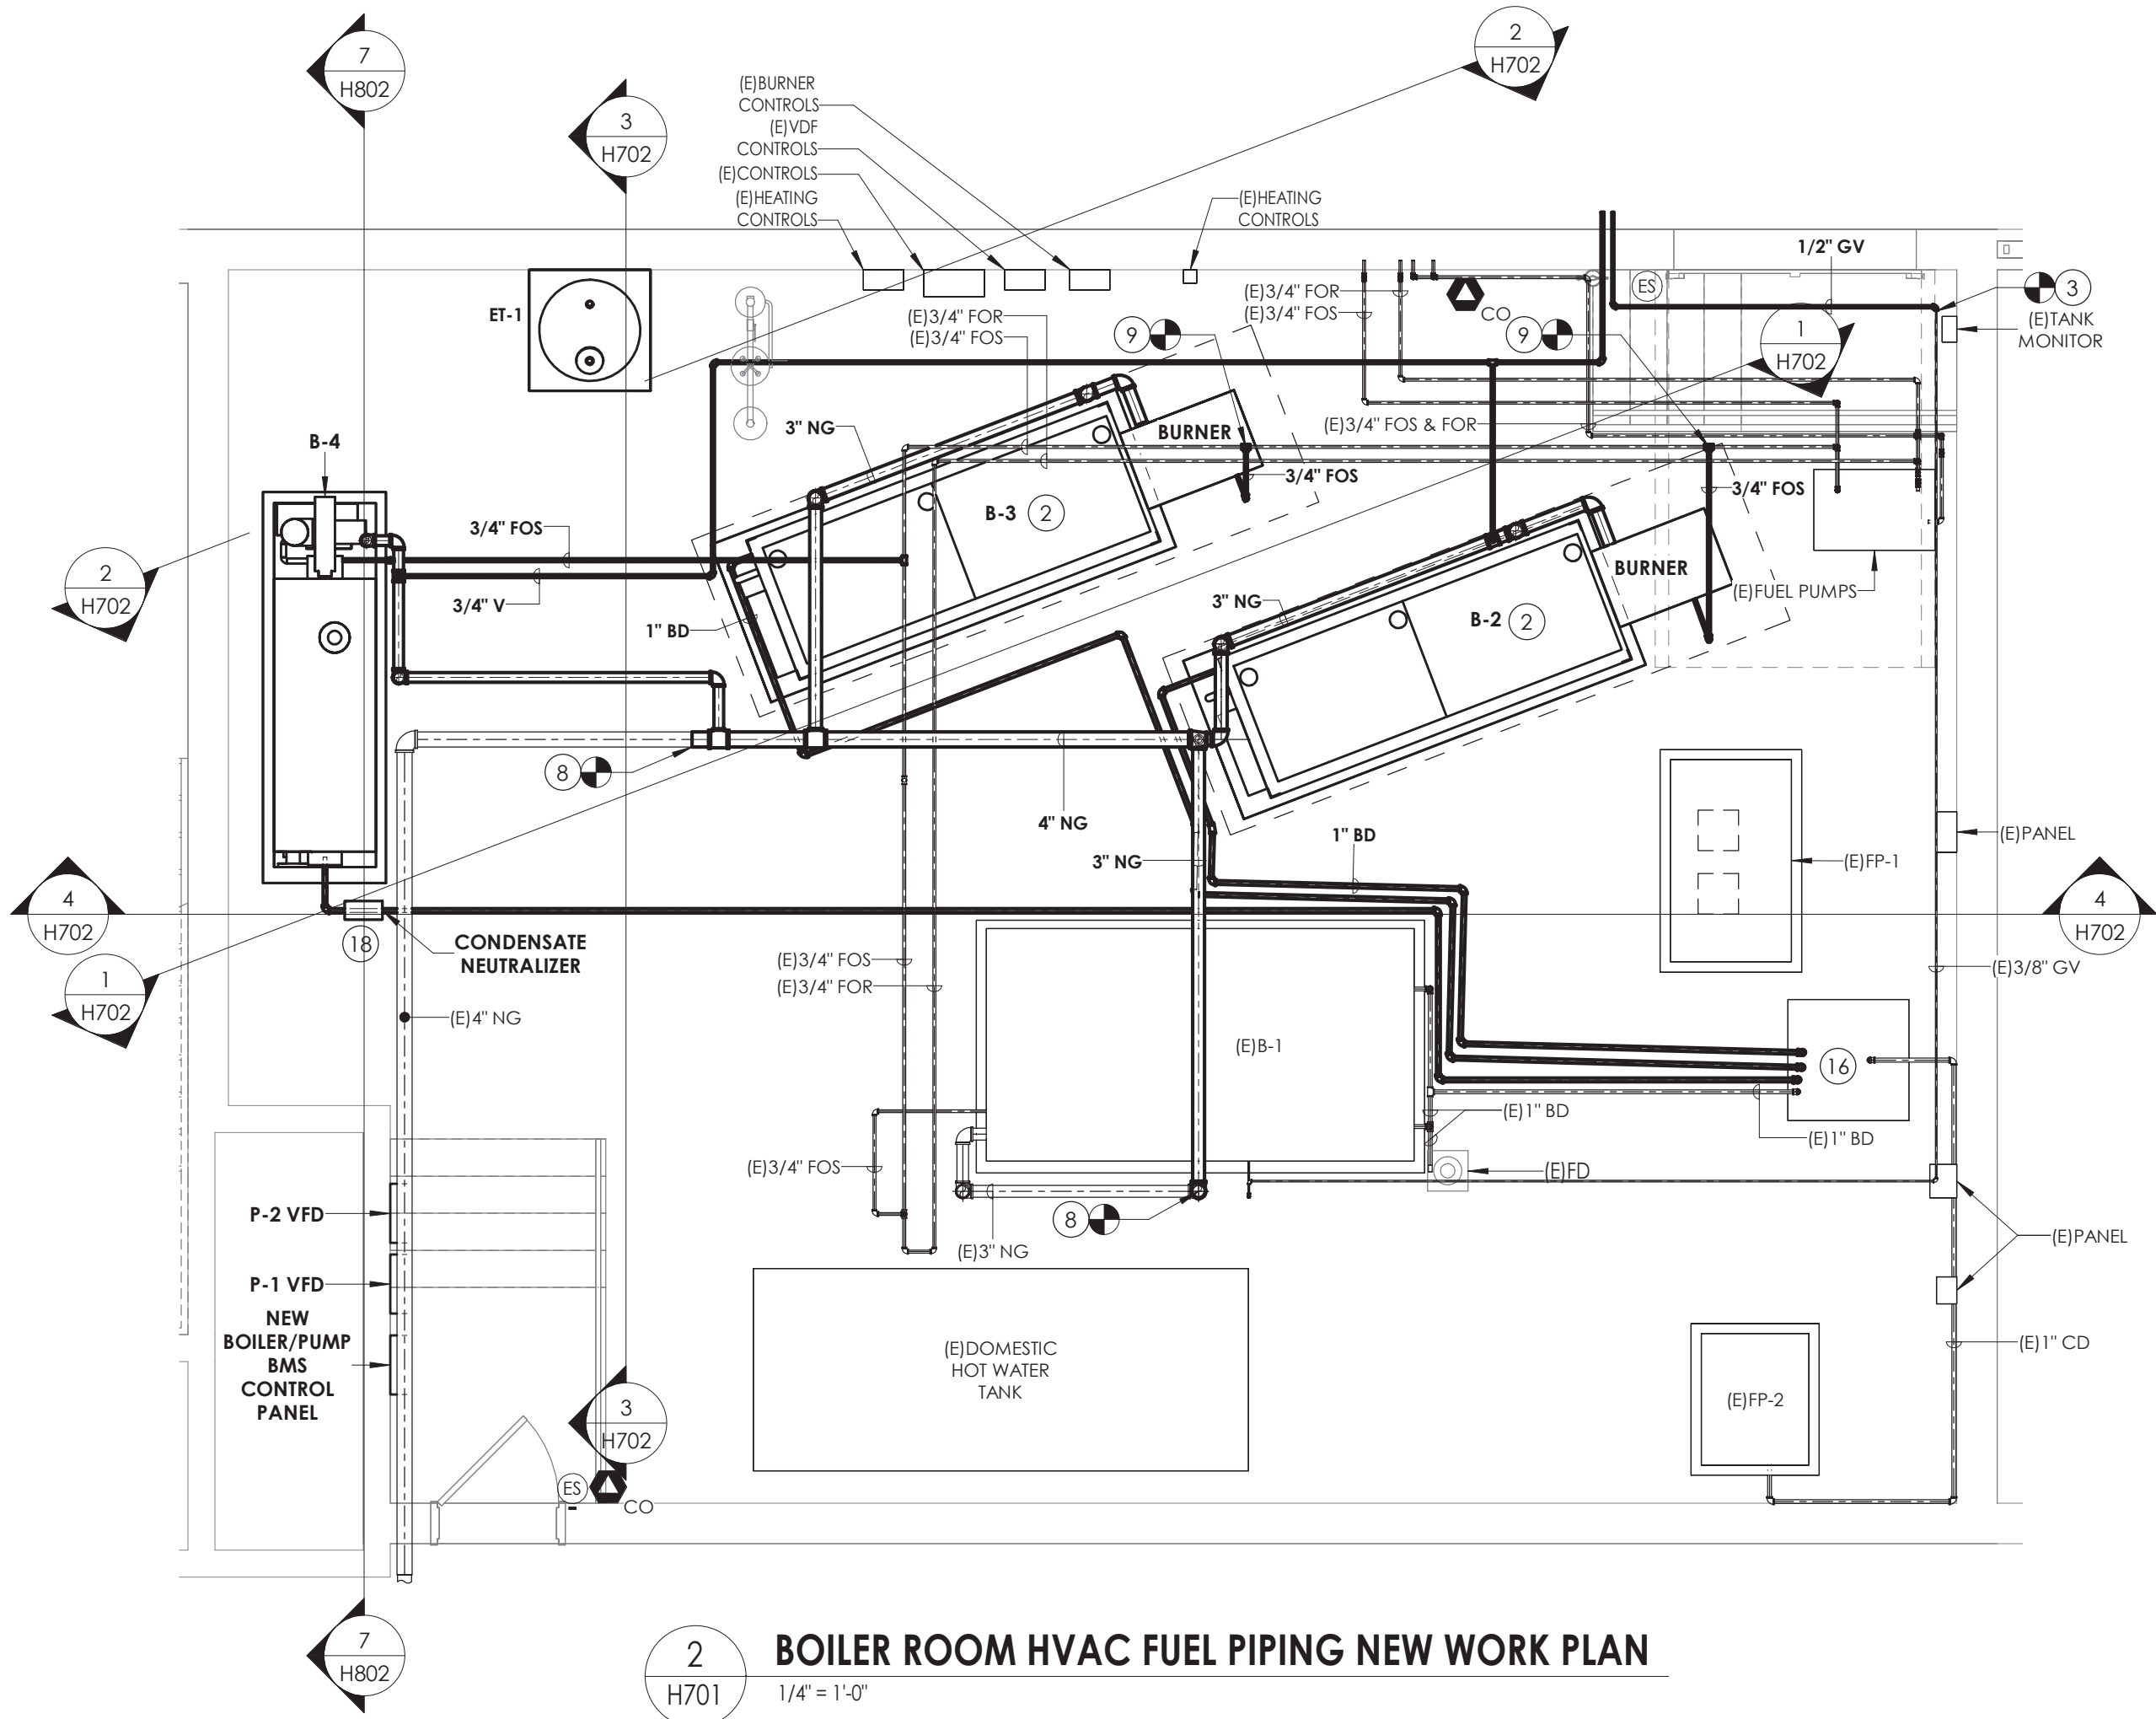 7
H802
2
H702
(E)BURNER
CONTROLS
(E)VDF
CONTROLS
(E)CONTROLS
(E)HEATING
CONTROLS
3
H702
(E)HEATING
CONTROLS
1/2" GV
ES
3
(E)TANK
MONITOR
ET-1
(E)3/4" FOR
(E)3/4" FOS
(E)3/4" FOR
(E)3/4" FOS
CO
9
9
1
H702
B-4
3" NG
BURNER
(E)3/4" FOS & FOR
3/4" FOS
3/4" FOS
B-3
2
3/4" FOS
2
H702
3/4" V
1" BD
3" NG
BURNER
B-2
2
(E)FUEL PUMPS
8
4" NG
3" NG
1" BD
(E)PANEL
(E)FP-1
4
H702
4
H702
18
CONDENSATE
NEUTRALIZER
(E)3/4" FOS
(E)3/4" FOR
(E)3/8" GV
1
H702
(E)4" NG
(E)B-1
16
(E)1" BD
(E)1" BD
(E)3/4" FOS
(E)FD
P-2 VFD
8
(E)3" NG
(E)PANEL
P-1 VFD
NEW
BOILER/PUMP
BMS
CONTROL
PANEL
(E)DOMESTIC
HOT WATER
TANK
(E)1" CD
(E)FP-2
3
H702
ES
CO
7
H802
2
H701
BOILER ROOM HVAC FUEL PIPING NEW WORK PLAN
1/4" = 1'-0"